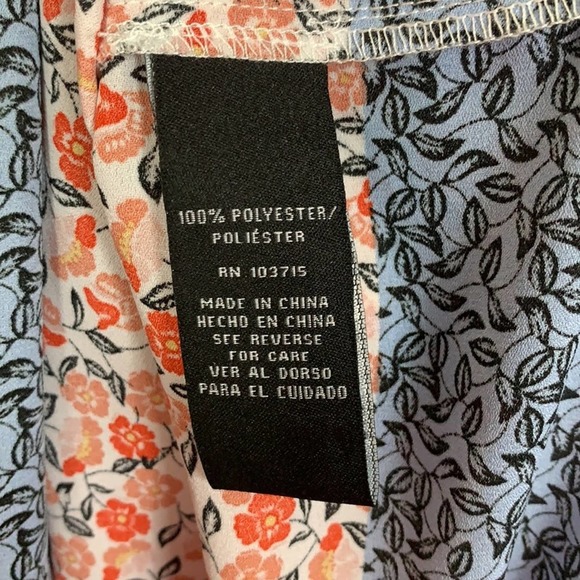 100% POLYESTER/
POLIÉSTER
RN 103715
MADE IN CHINA
HECHO EN CHINA
SEE REVERSE
FOR CARE
VER AL DORSO
PARA EL CUIDADO